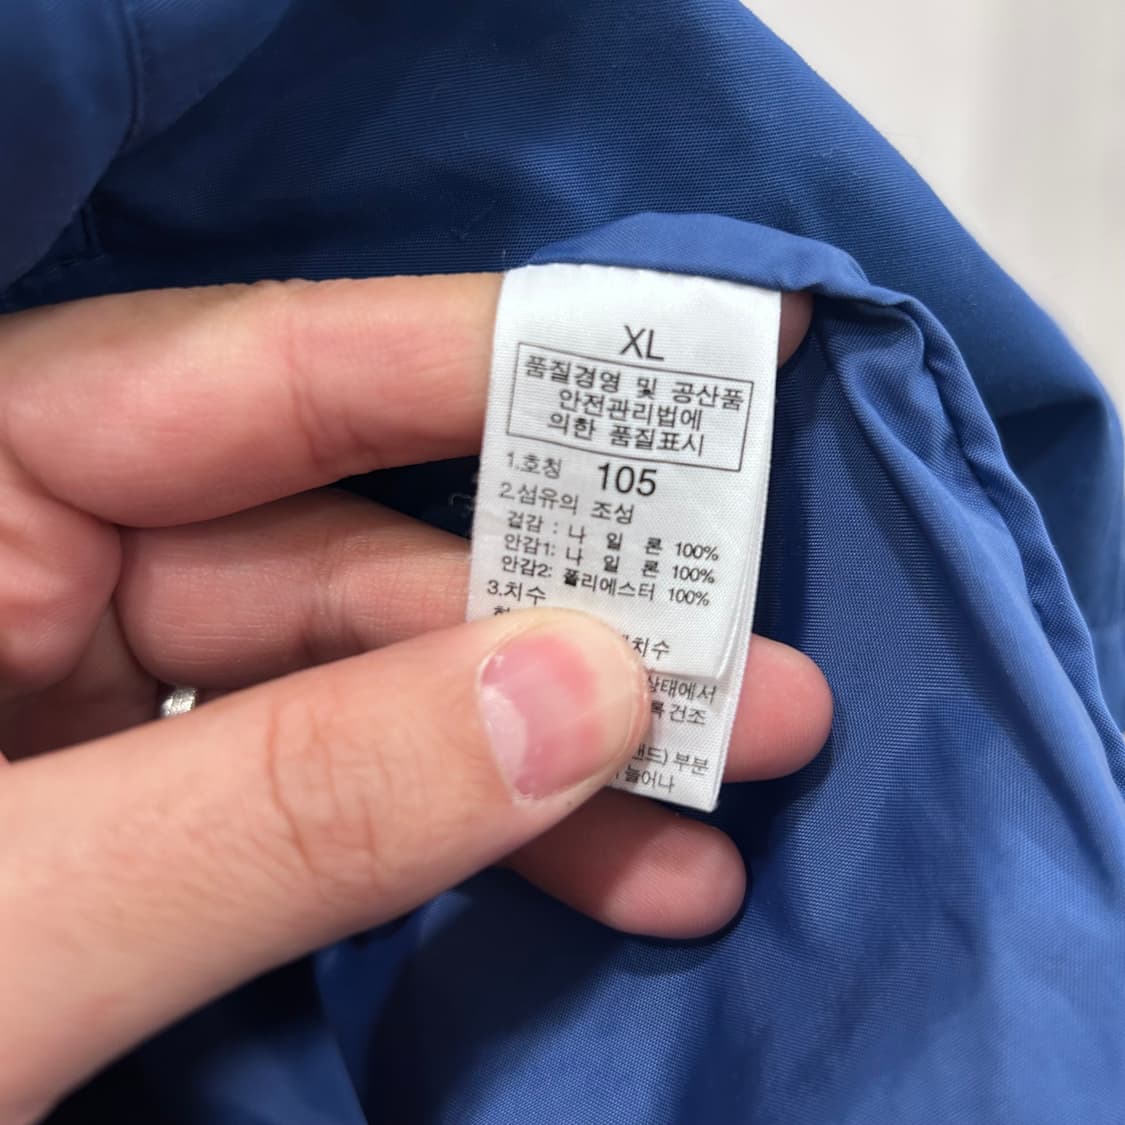 XL
품질경영 및 공산품
안전관리법에
의한 품질표시
1.호칭 105
2.섬유의 조성
겉감 : 나 일 론 100%
안감1: 나 일 론 100%
안감2: 폴리에스터 100%
3.치수
치수
상태에서
건조
부분
늘어나